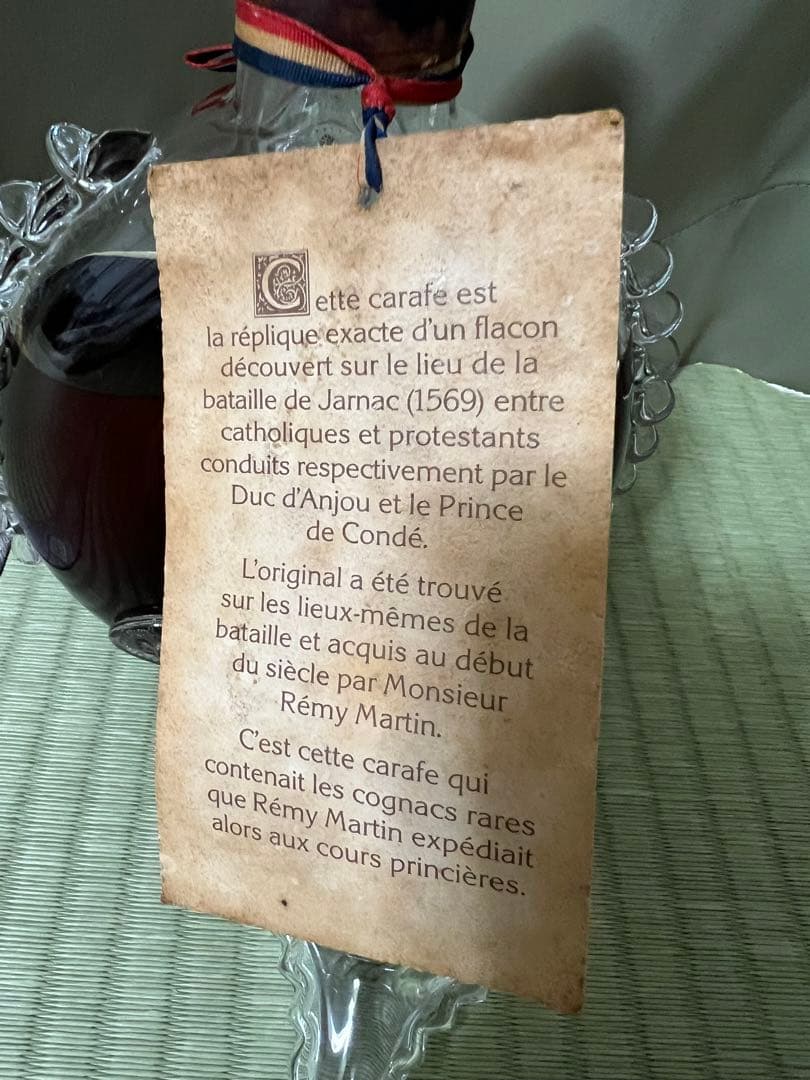 Cette carafe est
la réplique exacte d'un flacon
découvert sur le lieu de la
bataille de Jarnac (1569) entre
catholiques et protestants
conduits respectivement par le
Duc d'Anjou et le Prince
de Condé.
L'original a été trouvé
sur les lieux-mêmes de la
bataille et acquis au début
du siècle par Monsieur
Rémy Martin.
C'est cette carafe qui
contenait les cognacs rares
que Rémy Martin expédiait
alors aux cours princières.